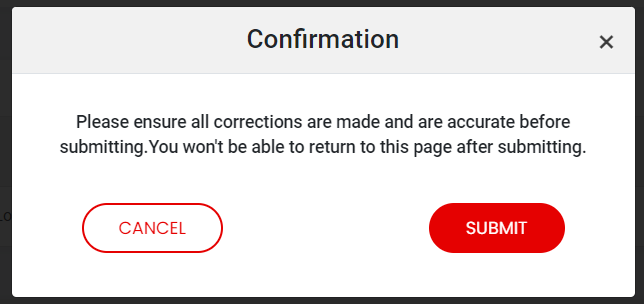 Confirmation
×
Please ensure all corrections are made and are accurate before
submitting.You won't be able to return to this page after submitting.
CANCEL
SUBMIT